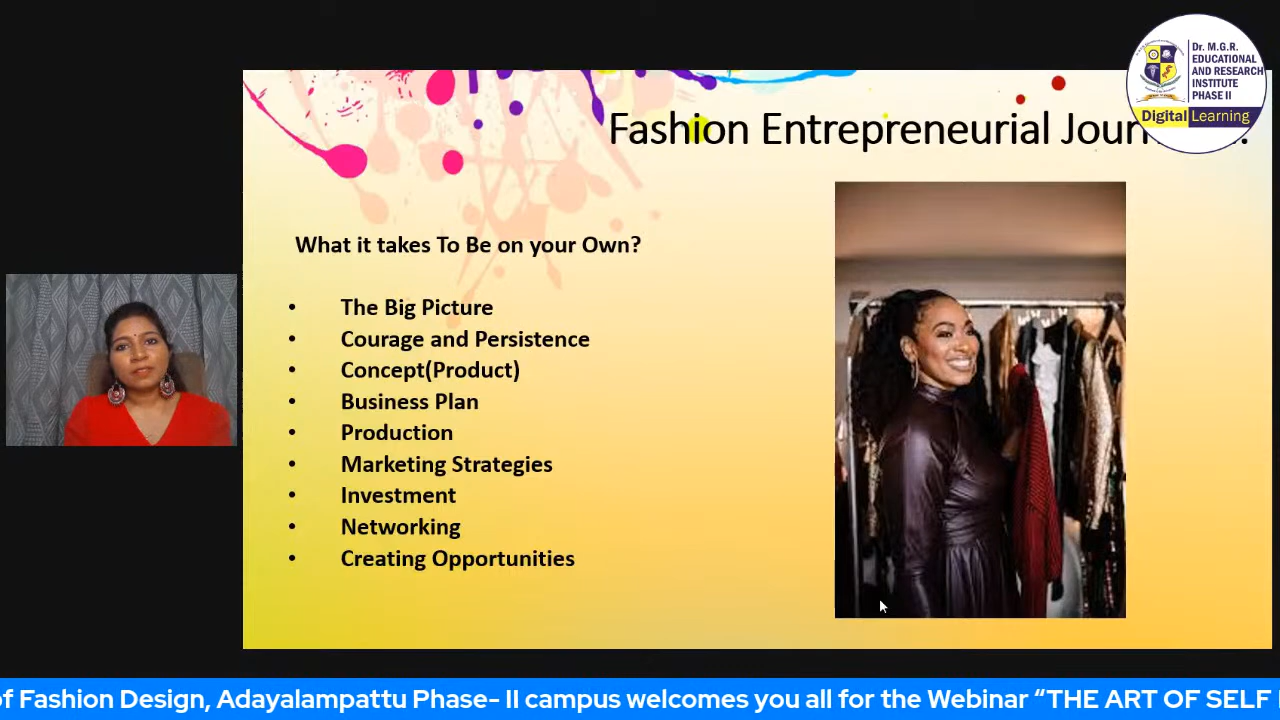 Dr. M.G.R.
EDUCATIONAL
AND RESEARCH
INSTITUTE
PHASE II
Digital Learning
Fashion Entrepreneurial
What it takes To Be on your Own?
• The Big Picture
• Courage and Persistence
• Concept(Product)
• Business Plan
• Production
• Marketing Strategies
• Investment
• Networking
• Creating Opportunities
of Fashion Design, Adayalampattu Phase- II campus welcomes you all for the Webinar “THE ART OF SELF